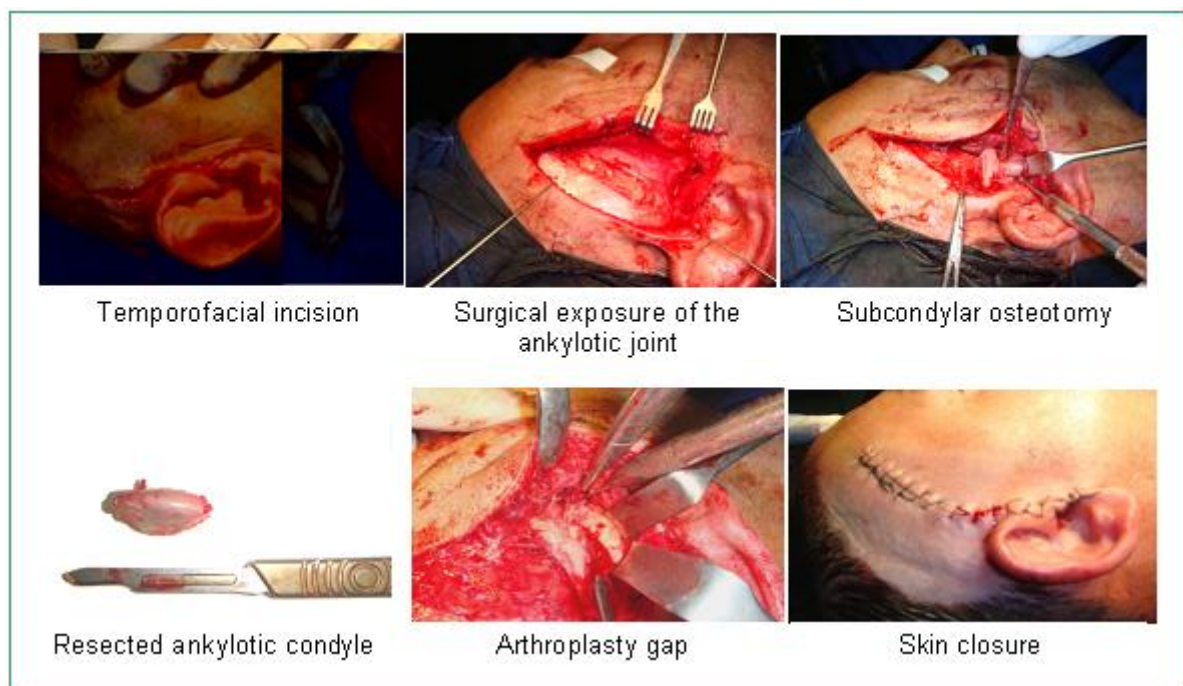 Temporofacial incision
Surgical exposure of the
ankylotic joint
Subcondylar osteotomy
Resected ankylotic condyle
Arthroplasty gap
Skin closure